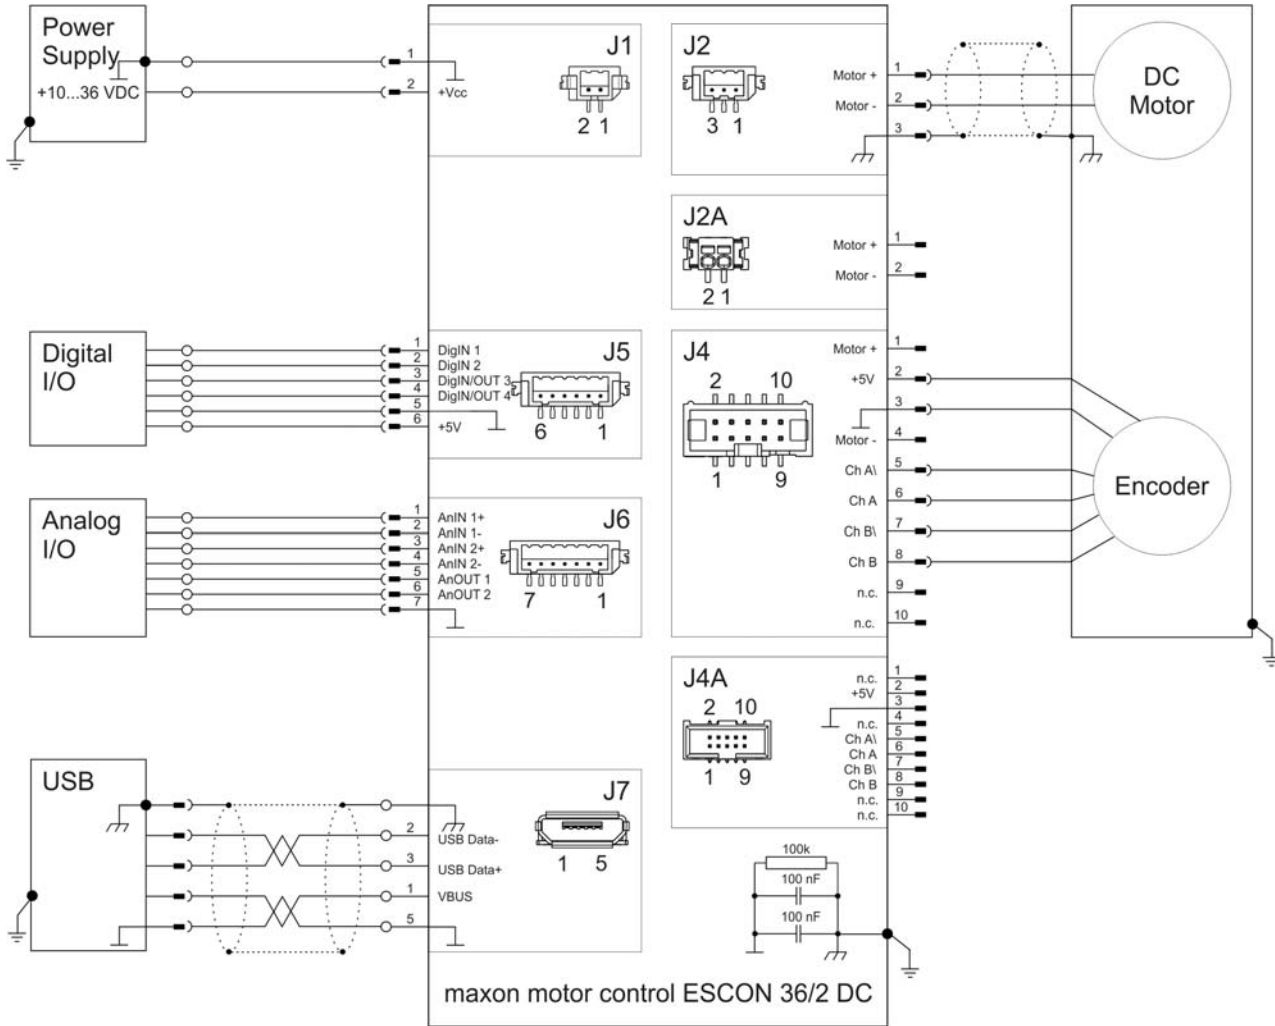 Power
Supply
+10...36 VDC
1
2
+Vcc
J1
2 1
J2
3 1
Motor +
1
Motor -
2
3
DC
Motor
J2A
2 1
Motor +
1
Motor -
2
Digital
I/O
1
DigIN 1
2
DigIN 2
3
DigIN/OUT 3
4
DigIN/OUT 4
5
6
+5V
J5
6 1
J4
2 10
1 9
Motor +
1
+5V
2
3
Motor -
4
Ch A\
5
Ch A
6
Ch B\
7
Ch B
8
n.c.
9
n.c.
10
Encoder
Analog
I/O
1
AnIN 1+
2
AnIN 1-
3
AnIN 2+
4
AnIN 2-
5
AnOUT 1
6
AnOUT 2
7
J6
7 1
J4A
2 10
1 9
n.c.
1
+5V
2
3
n.c.
4
Ch A\
5
Ch A
6
Ch B\
7
Ch B
8
n.c.
9
n.c.
10
USB
2
USB Data-
3
USB Data+
1
VBUS
5
J7
1 5
100k
100 nF
100 nF
maxon motor control ESCON 36/2 DC